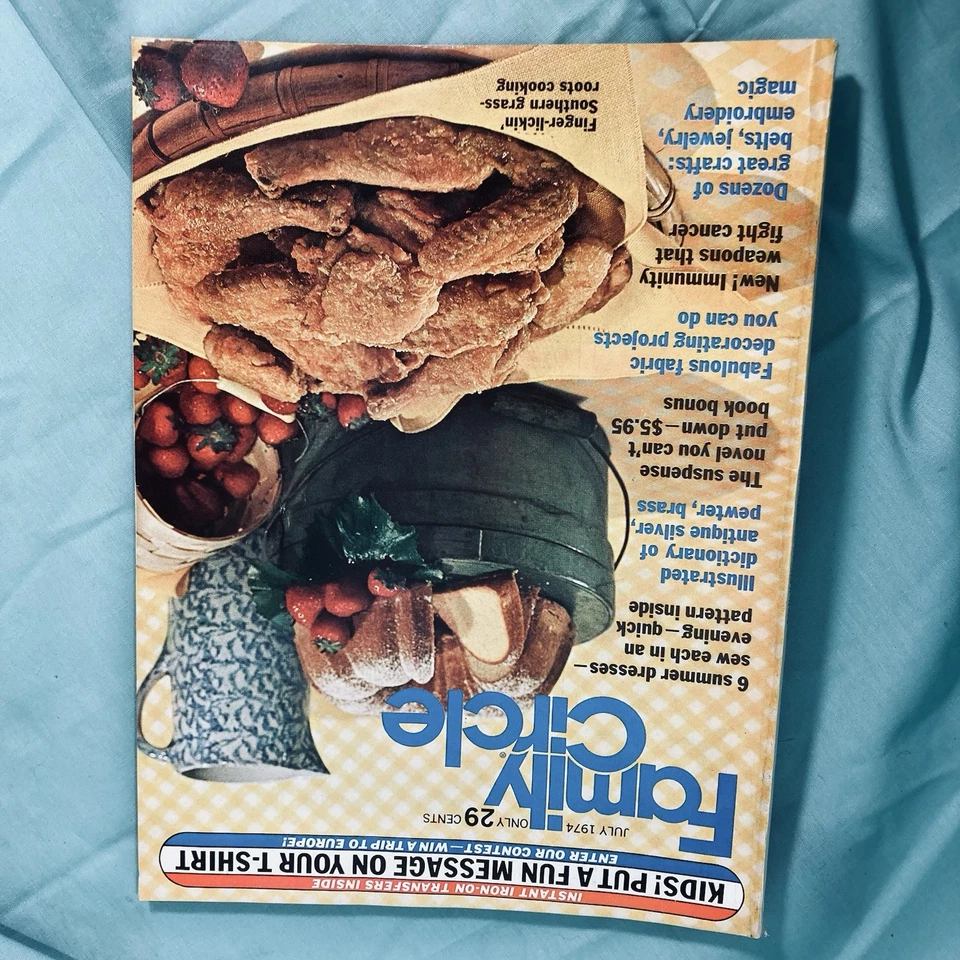 INSTANT IRON-ON TRANSFERS INSIDE
KIDS! PUT A FUN MESSAGE ON YOUR T-SHIRT
ENTER OUR CONTEST—WIN A TRIP TO EUROPE!
JULY 1974 ONLY 29 CENTS
Family
Circle®
6 summer dresses—
sew each in an
evening—quick
pattern inside
Illustrated
dictionary of
antique silver,
pewter, brass
The suspense
novel you can't
put down—$5.95
book bonus
Fabulous fabric
decorating projects
you can do
New! Immunity
weapons that
fight cancer
Dozens of
great crafts:
belts, jewelry,
embroidery
magic
Finger-lickin'
Southern grass-
roots cooking